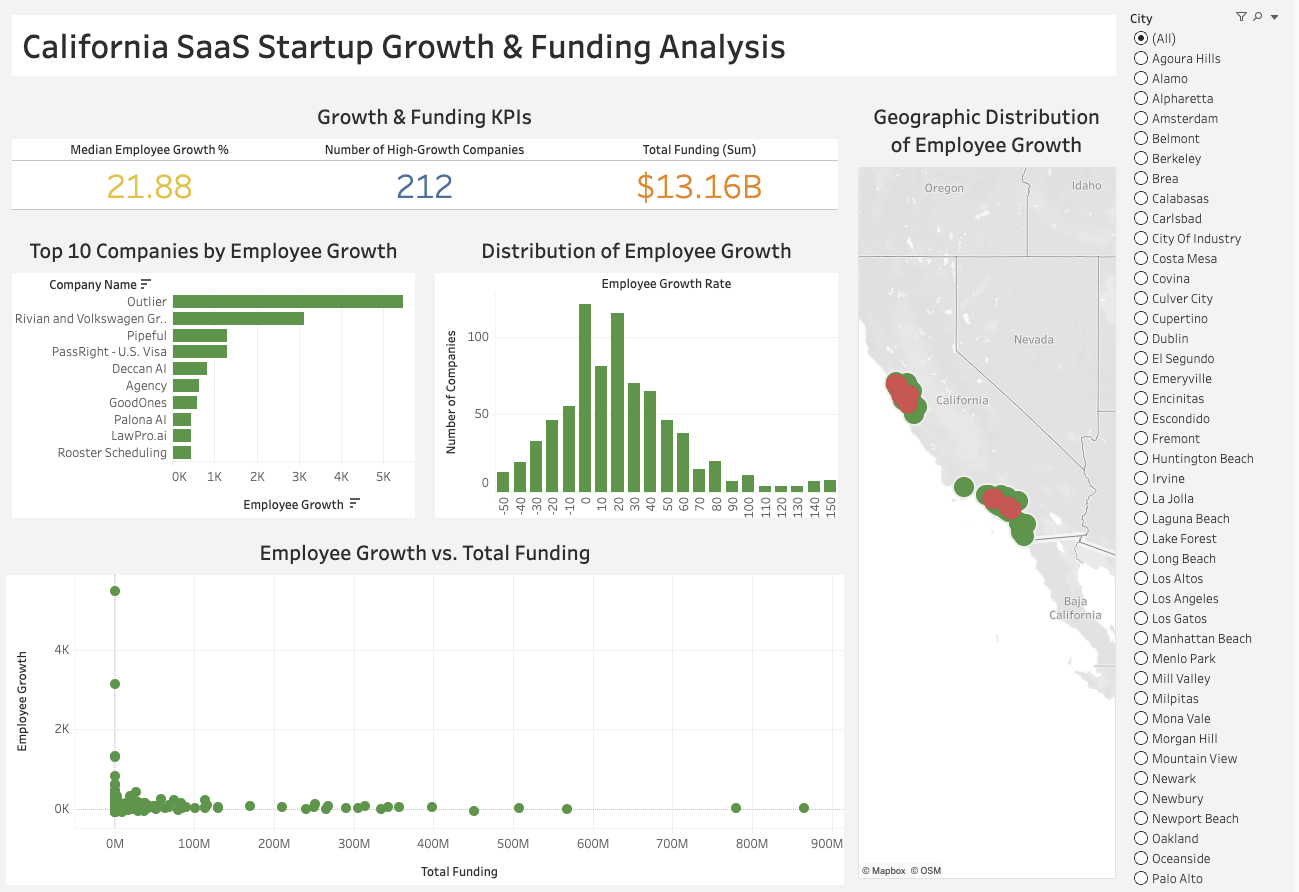 California SaaS Startup Growth & Funding Analysis
Growth & Funding KPIs
Median Employee Growth %
Number of High-Growth Companies
Total Funding (Sum)
21.88
212
$13.16B
Top 10 Companies by Employee Growth
Company Name
Outlier
Rivian and Volkswagen Gr..
Pipeful
PassRight - U.S. Visa
Deccan AI
Agency
GoodOnes
Palona AI
LawPro.ai
Rooster Scheduling
0K 1K 2K 3K 4K 5K
Employee Growth
Distribution of Employee Growth
Employee Growth Rate
Number of Companies
100
50
0
-50 -40 -30 -20 -10 0 10 20 30 40 50 60 70 80 90 100 110 120 130 140 150
Employee Growth vs. Total Funding
Employee Growth
4K
2K
0K
0M 100M 200M 300M 400M 500M 600M 700M 800M 900M
Total Funding
Geographic Distribution
of Employee Growth
Oregon
Idaho
Nevada
California
Baja
California
© Mapbox © OSM
City
(All)
Agoura Hills
Alamo
Alpharetta
Amsterdam
Belmont
Berkeley
Brea
Calabasas
Carlsbad
City Of Industry
Costa Mesa
Covina
Culver City
Cupertino
Dublin
El Segundo
Emeryville
Encinitas
Escondido
Fremont
Huntington Beach
Irvine
La Jolla
Laguna Beach
Lake Forest
Long Beach
Los Altos
Los Angeles
Los Gatos
Manhattan Beach
Menlo Park
Mill Valley
Milpitas
Mona Vale
Morgan Hill
Mountain View
Newark
Newbury
Newport Beach
Oakland
Oceanside
Palo Alto